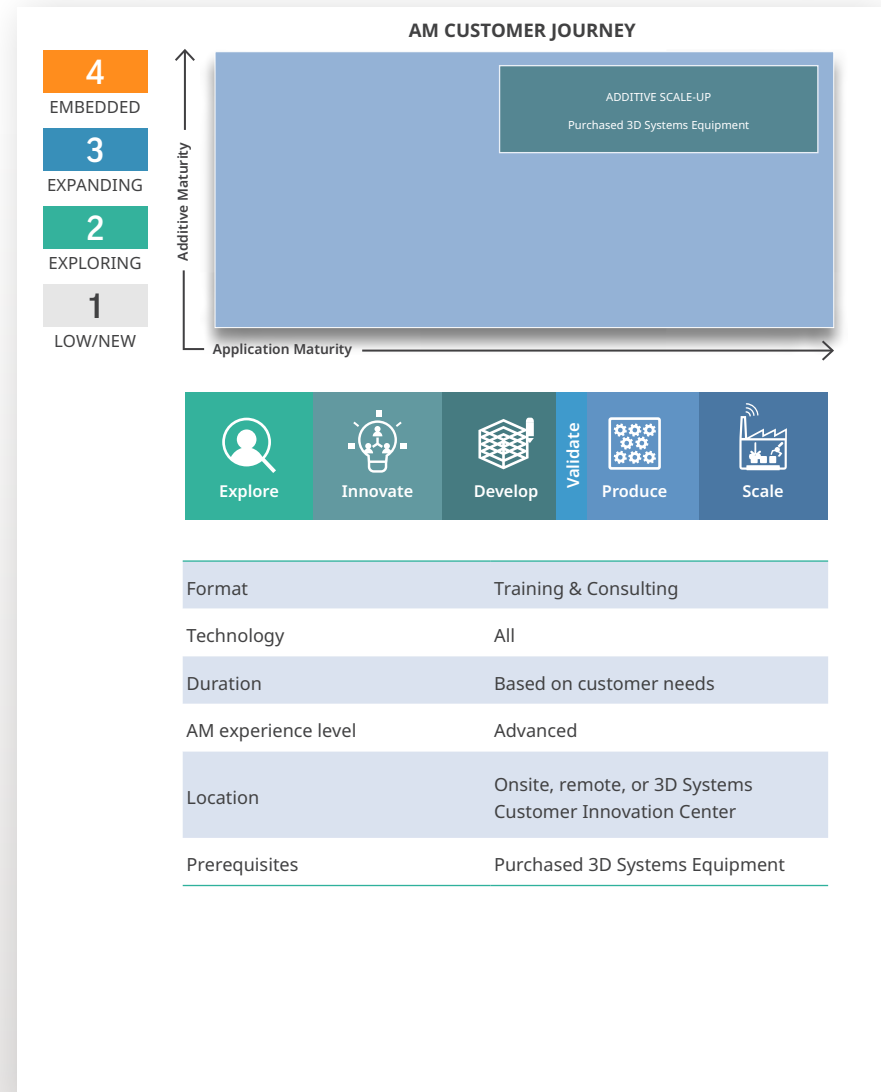 AM CUSTOMER JOURNEY
4
EMBEDDED
3
EXPANDING
2
EXPLORING
1
LOW/NEW
Additive Maturity
ADDITIVE SCALE-UP
Purchased 3D Systems Equipment
Application Maturity
Explore
Innovate
Develop
Validate
Produce
Scale
Format Training & Consulting
Technology All
Duration Based on customer needs
AM experience level Advanced
Location Onsite, remote, or 3D Systems
Customer Innovation Center
Prerequisites Purchased 3D Systems Equipment